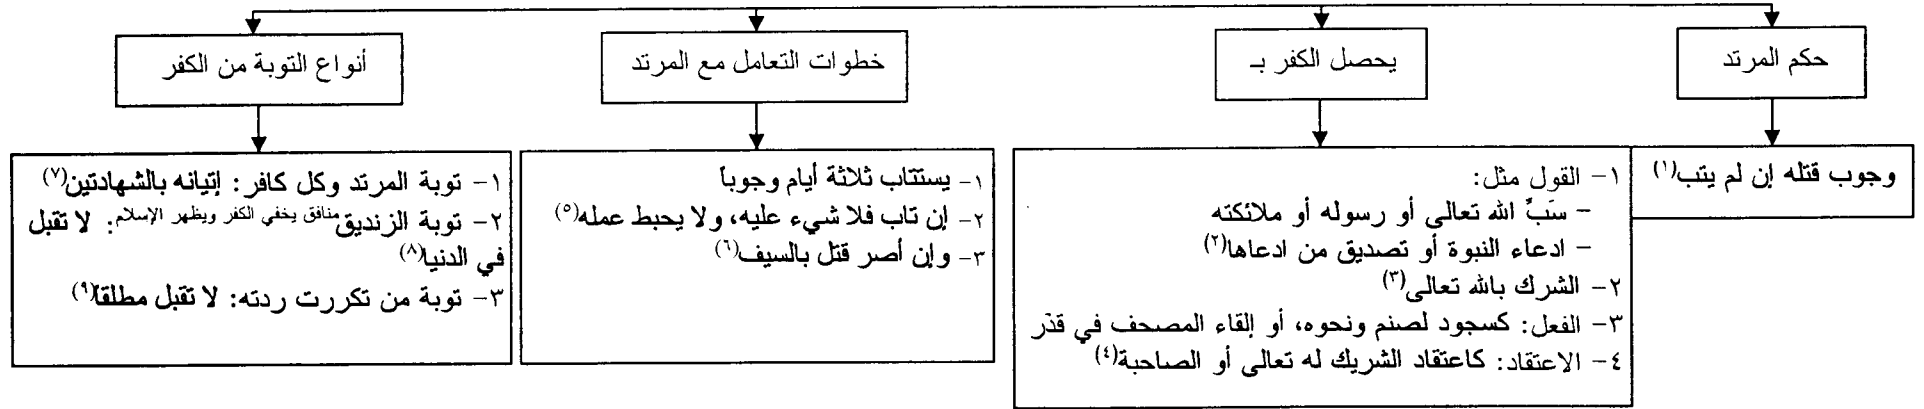 حكم المرتد
وجوب قتله إن لم يتب(١)
يحصل الكفر بـ
١- القول مثل:
- سَبِّ الله تعالى أو رسوله أو ملائكته
- ادعاء النبوة أو تصديق من ادعاها(٢)
٢- الشرك بالله تعالى(٣)
٣- الفعل: كسجود لصنم ونحوه، أو إلقاء المصحف في قذر
٤- الاعتقاد: كاعتقاد الشريك له تعالى أو الصاحبة(٤)
خطوات التعامل مع المرتد
١- يستتاب ثلاثة أيام وجوبا
٢- إن تاب فلا شيء عليه، ولا يحبط عمله(٥)
٣- وإن أصر قتل بالسيف(٦)
أنواع التوبة من الكفر
١- توبة المرتد وكل كافر: إتيانه بالشهادتين(٧)
٢- توبة الزنديق منافق يخفي الكفر ويظهر الإسلام: لا تقبل
في الدنيا(٨)
٣- توبة من تكررت ردته: لا تقبل مطلقا(٩)